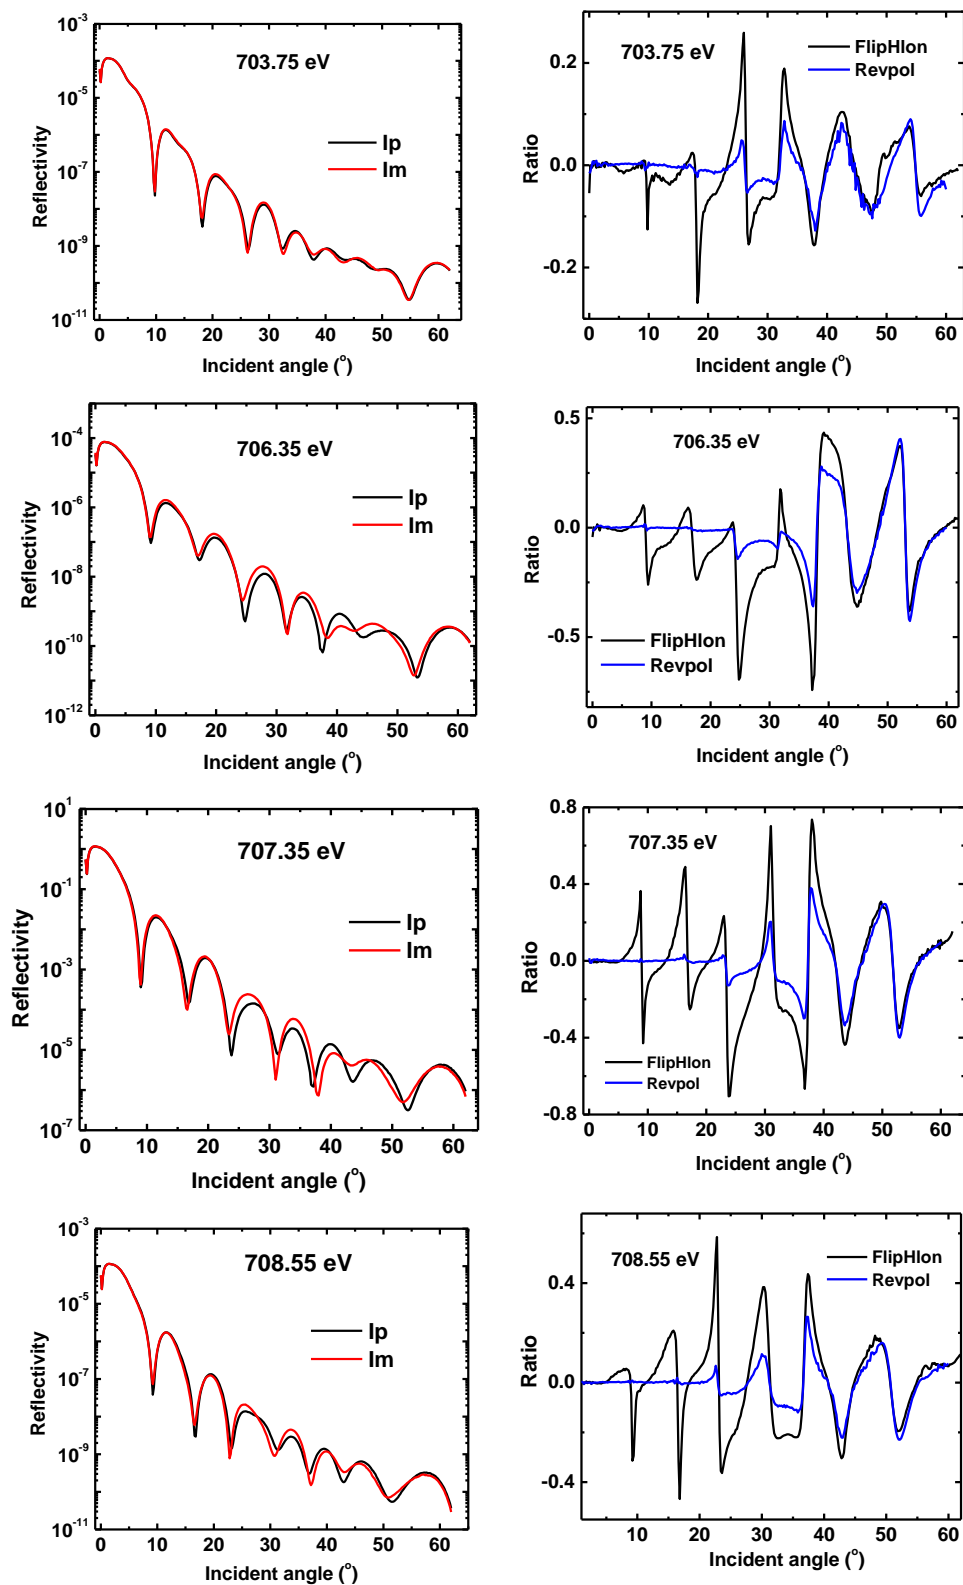 10⁻³
10⁻⁵
10⁻⁷
10⁻⁹
10⁻¹¹
703.75 eV
Ip
Im
Reflectivity
0 10 20 30 40 50 60
Incident angle (°)
0.2
0.0
-0.2
703.75 eV
FlipHIon
Revpol
Ratio
0 10 20 30 40 50 60
Incident angle (°)
10⁻⁴
10⁻⁶
10⁻⁸
10⁻¹⁰
10⁻¹²
706.35 eV
Ip
Im
Reflectivity
0 10 20 30 40 50 60
Incident angle (°)
0.5
0.0
-0.5
706.35 eV
FlipHIon
Revpol
Ratio
0 10 20 30 40 50 60
Incident angle (°)
10¹
10⁻¹
10⁻³
10⁻⁵
10⁻⁷
707.35 eV
Ip
Im
Reflectivity
0 10 20 30 40 50 60
Incident angle (°)
0.8
0.4
0.0
-0.4
-0.8
707.35 eV
FlipHIon
Revpol
Ratio
0 10 20 30 40 50 60
Incident angle (°)
10⁻³
10⁻⁵
10⁻⁷
10⁻⁹
10⁻¹¹
708.55 eV
Ip
Im
Reflectivity
0 10 20 30 40 50 60
Incident angle (°)
0.4
0.0
-0.4
708.55 eV
FlipHIon
Revpol
Ratio
10 20 30 40 50 60
Incident angle (°)